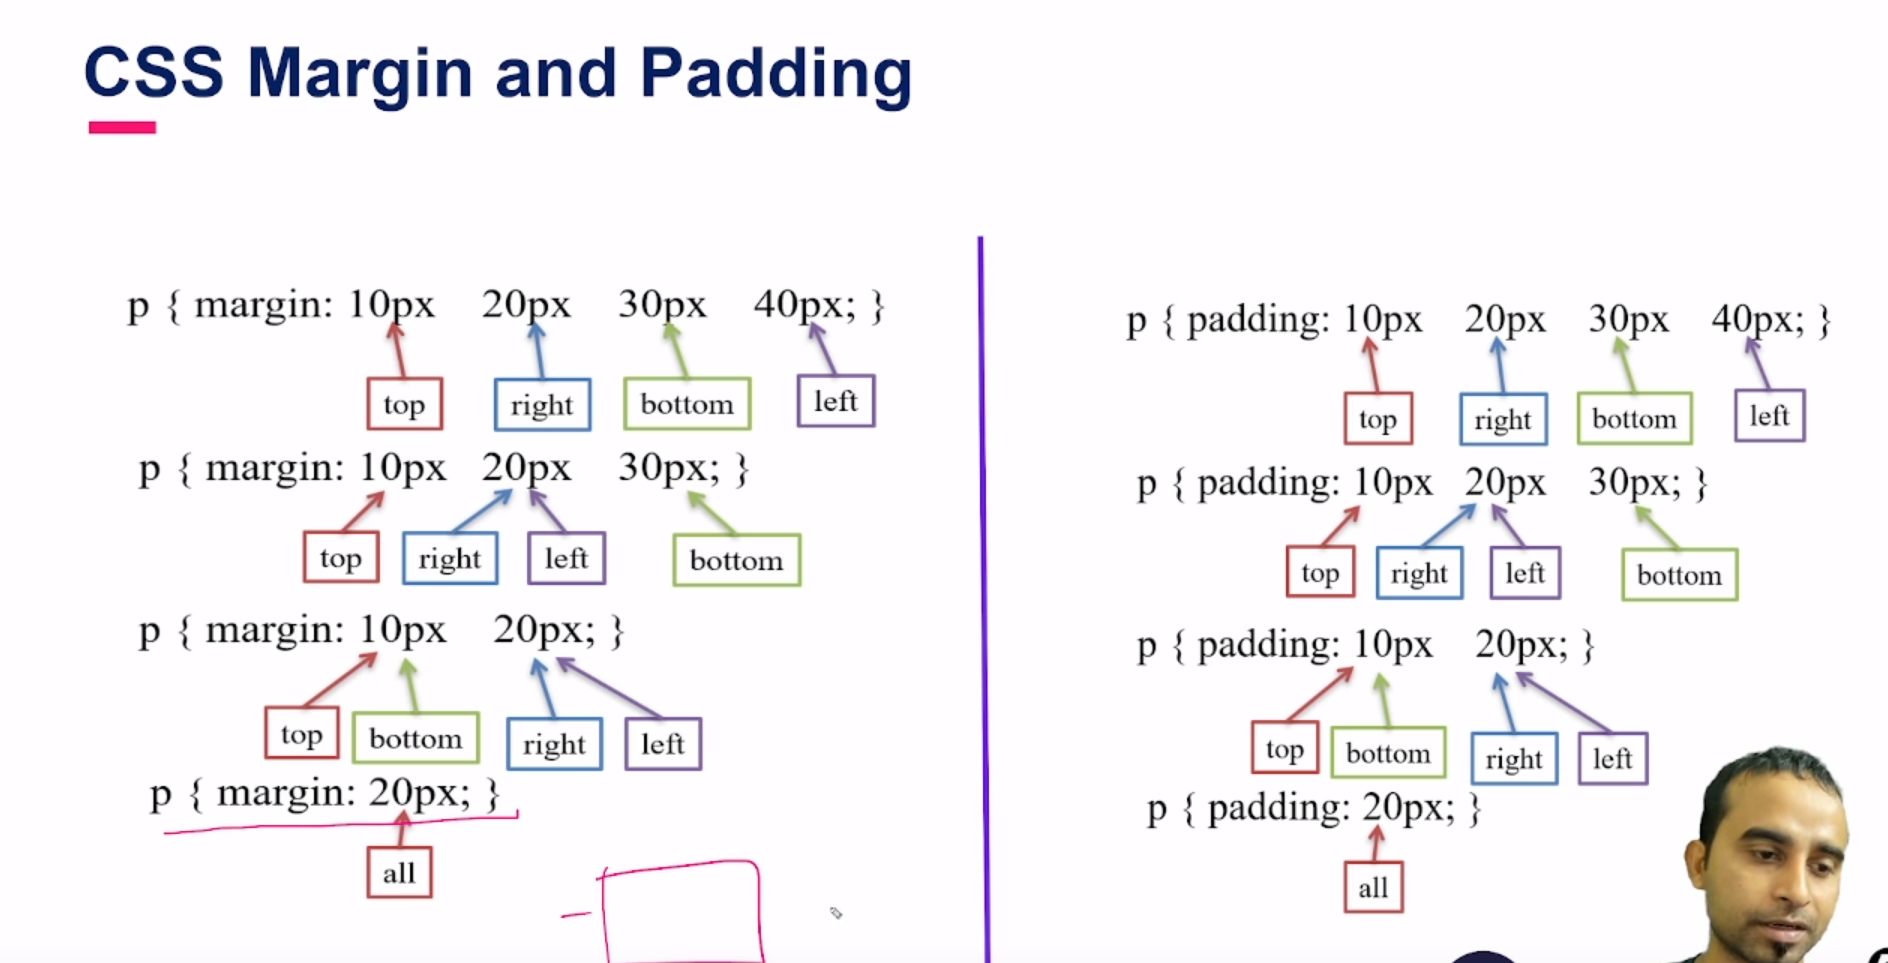 CSS Margin and Padding
p { margin: 10px 20px 30px 40px; }
top right bottom left
p { margin: 10px 20px 30px; }
top right left bottom
p { margin: 10px 20px; }
top bottom right left
p { margin: 20px; }
all
p { padding: 10px 20px 30px 40px; }
top right bottom left
p { padding: 10px 20px 30px; }
top right left bottom
p { padding: 10px 20px; }
top bottom right left
p { padding: 20px; }
all